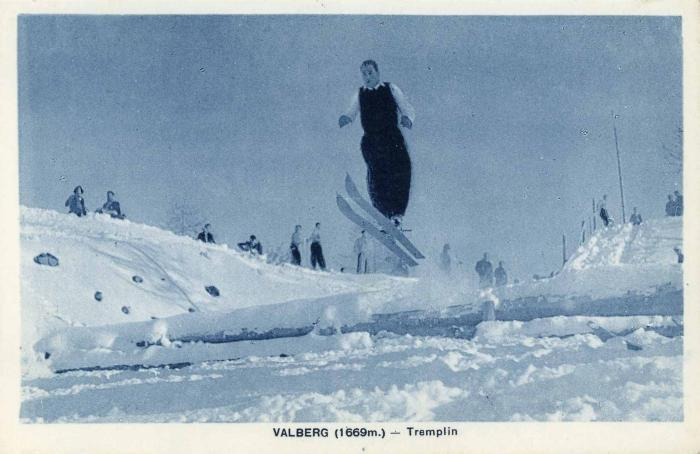 VALBERG (1669m.) — Tremplin